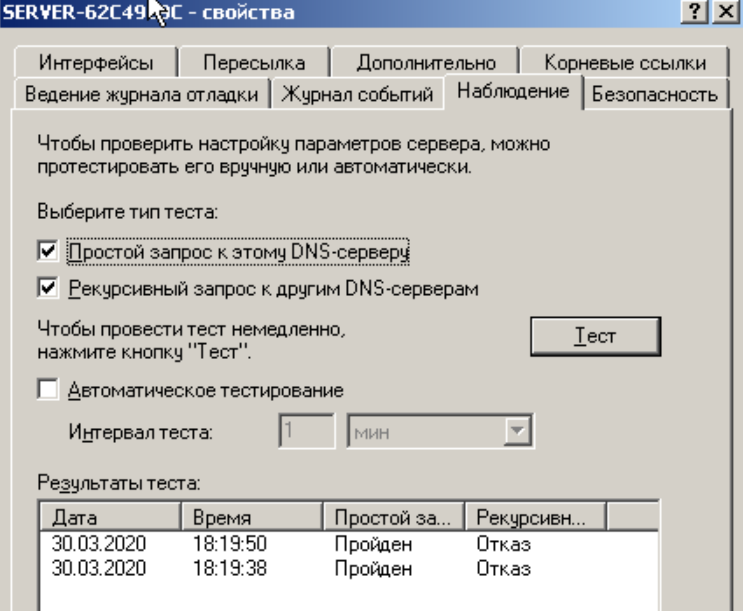 - свойства
Интерфейсы Пересылка Дополнительно Корневые ссылки
Ведение журнала отладки Журнал событий Наблюдение Безопасность
Чтобы проверить настройку параметров сервера, можно
протестировать его вручную или автоматически.
Выберите тип теста:
Простой запрос к этому DNS-серверу
Рекурсивный запрос к другим DNS-серверам
Чтобы провести тест немедленно,
нажмите кнопку "Тест".
Тест
Автоматическое тестирование
Интервал теста: 1 мин
Результаты теста:
Дата Время Простой за... Рекурсивн...
30.03.2020 18:19:50 Пройден Отказ
30.03.2020 18:19:38 Пройден Отказ